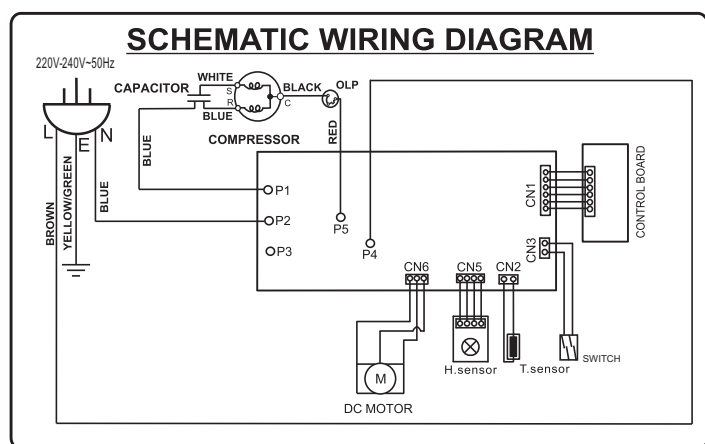 SCHEMATIC WIRING DIAGRAM
220V-240V~50Hz
L
E
N
BROWN
YELLOW/GREEN
BLUE
CAPACITOR
WHITE
S
R
C
BLUE
BLACK
OLP
COMPRESSOR
BLUE
RED
P1
P2
P3
P5
P4
CN1
CONTROL BOARD
CN3
CN6
CN5
CN2
M
DC MOTOR
H.sensor
T.sensor
SWITCH